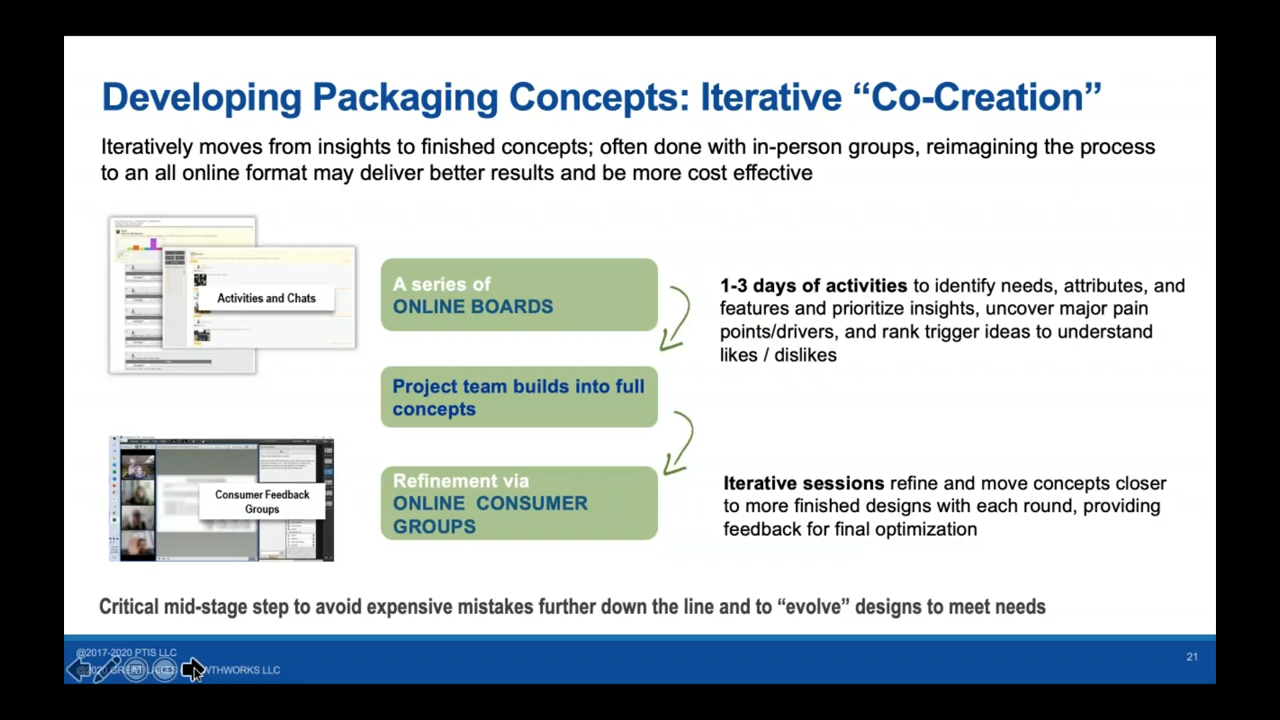 Developing Packaging Concepts: Iterative “Co-Creation”
Iteratively moves from insights to finished concepts; often done with in-person groups, reimagining the process
to an all online format may deliver better results and be more cost effective
Activities and Chats
A series of
ONLINE BOARDS
1-3 days of activities to identify needs, attributes, and
features and prioritize insights, uncover major pain
points/drivers, and rank trigger ideas to understand
likes / dislikes
Project team builds into full
concepts
Consumer Feedback
Groups
Refinement via
ONLINE CONSUMER
GROUPS
Iterative sessions refine and move concepts closer
to more finished designs with each round, providing
feedback for final optimization
Critical mid-stage step to avoid expensive mistakes further down the line and to “evolve” designs to meet needs
@2017-2020 PTIS LLC
@2020 GREAT LAKES GROWTHWORKS LLC
21